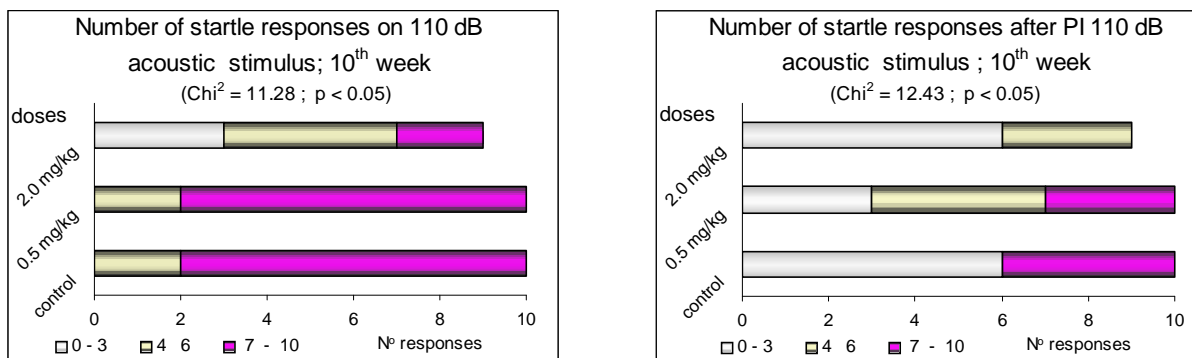 Number of startle responses on 110 dB
acoustic stimulus; 10th week
(Chi2 = 11.28 ; p < 0.05)
doses
2.0 mg/kg
0.5 mg/kg
control
0 2 4 6 8 10
0 - 3 4 6 7 - 10 Nº responses
Number of startle responses after PI 110 dB
acoustic stimulus ; 10th week
(Chi2 = 12.43 ; p < 0.05)
doses
2.0 mg/kg
0.5 mg/kg
control
0 2 4 6 8 10
0 - 3 4 6 7 - 10 Nº responses